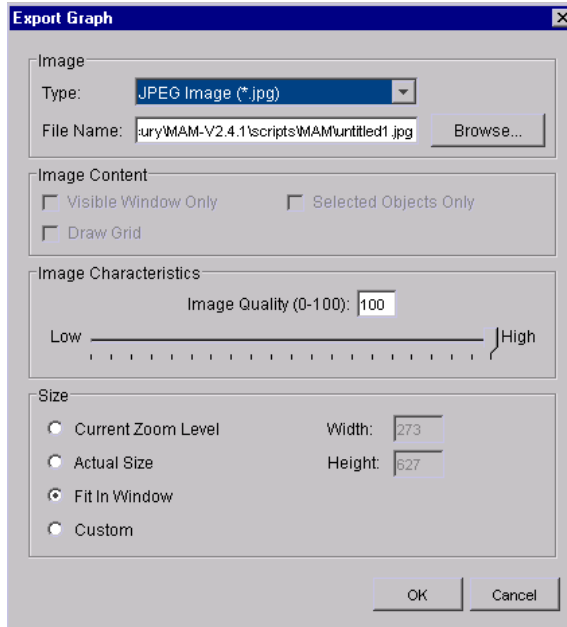 Export Graph
Image
Type: JPEG Image (*.jpg)
File Name: :ury\MAM-V2.4.1\scripts\MAM\untitled1.jpg Browse...
Image Content
Visible Window Only Selected Objects Only
Draw Grid
Image Characteristics
Image Quality (0-100): 100
Low High
Size
Current Zoom Level Width: 273
Actual Size Height: 627
Fit In Window
Custom
OK Cancel